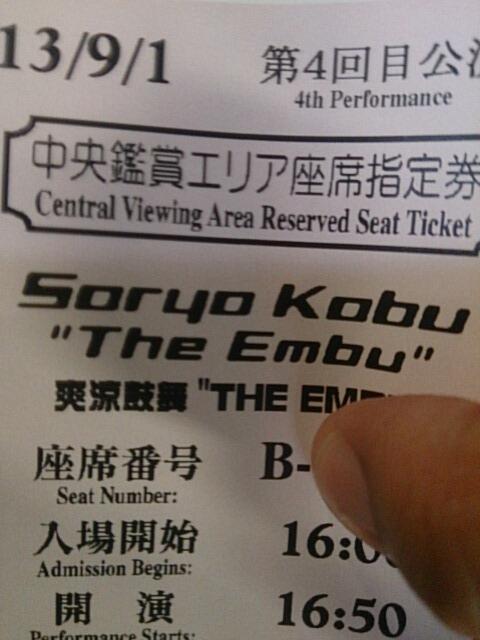 13/9/1
第4回目公演
4th Performance
中央鑑賞エリア座席指定券
Central Viewing Area Reserved Seat Ticket
Soryo Kobu
"The Embu"
爽涼鼓舞 "THE EM
座席番号 B-
Seat Number:
入場開始 16:0
Admission Begins:
開 演 16:50
Performance Starts: